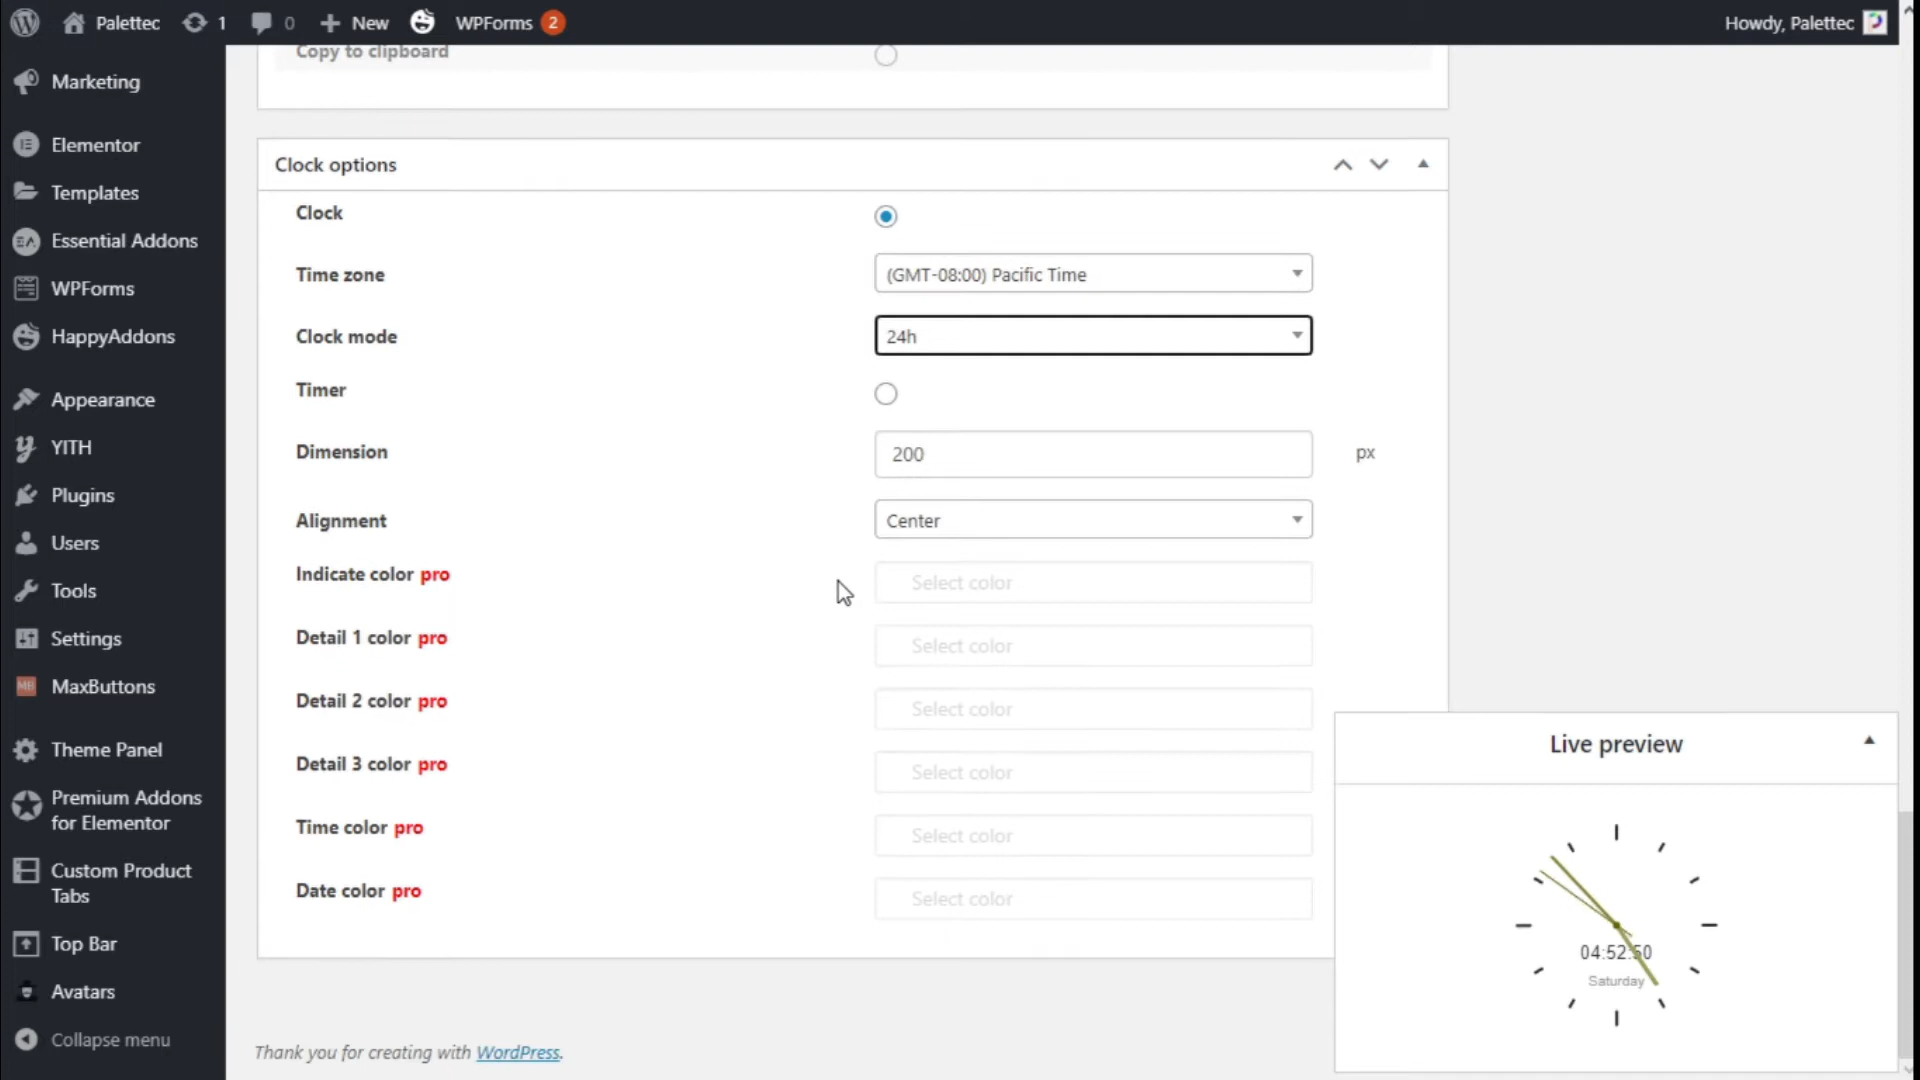 Palettec
1
0
New
WPForms 2
Howdy, Palettec
Marketing
Elementor
Templates
Essential Addons
WPForms
HappyAddons
Appearance
YITH
Plugins
Users
Tools
Settings
MB MaxButtons
Theme Panel
Premium Addons
for Elementor
Custom Product
Tabs
Top Bar
Avatars
Collapse menu
Copy to clipboard
Clock options
Clock
Time zone
(GMT-08:00) Pacific Time
Clock mode
24h
Timer
Dimension
200
px
Alignment
Center
Indicate color pro
Select color
Detail 1 color pro
Select color
Detail 2 color pro
Select color
Detail 3 color pro
Select color
Time color pro
Select color
Date color pro
Select color
Live preview
04:52:50
Saturday
Thank you for creating with WordPress.